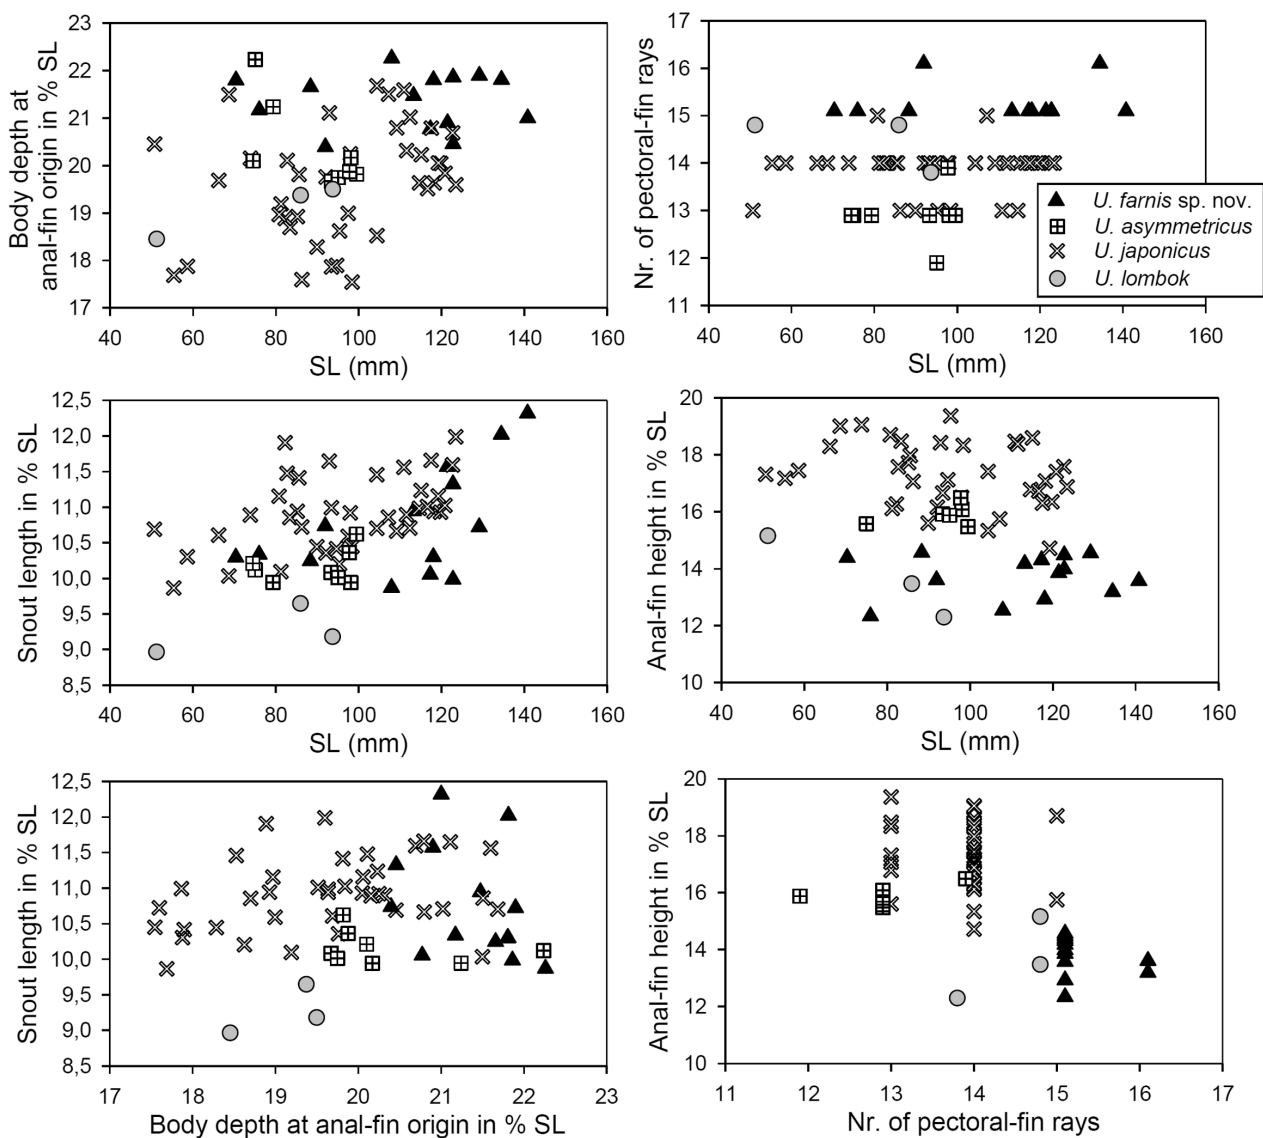 Body depth at
anal-fin origin in % SL
23
22
21
20
19
18
17
40 60 80 100 120 140 160
SL (mm)
Nr. of pectoral-fin rays
17
16
15
14
13
12
11
40 60 80 100 120 140 160
SL (mm)
U. farnis sp. nov.
U. asymmetricus
U. japonicus
U. lombok
Snout length in % SL
12,5
12,0
11,5
11,0
10,5
10,0
9,5
9,0
8,5
40 60 80 100 120 140 160
SL (mm)
Anal-fin height in % SL
20
18
16
14
12
10
40 60 80 100 120 140 160
SL (mm)
Snout length in % SL
12,5
12,0
11,5
11,0
10,5
10,0
9,5
9,0
8,5
17 18 19 20 21 22 23
Body depth at anal-fin origin in % SL
Anal-fin height in % SL
20
18
16
14
12
10
11 12 13 14 15 16 17
Nr. of pectoral-fin rays